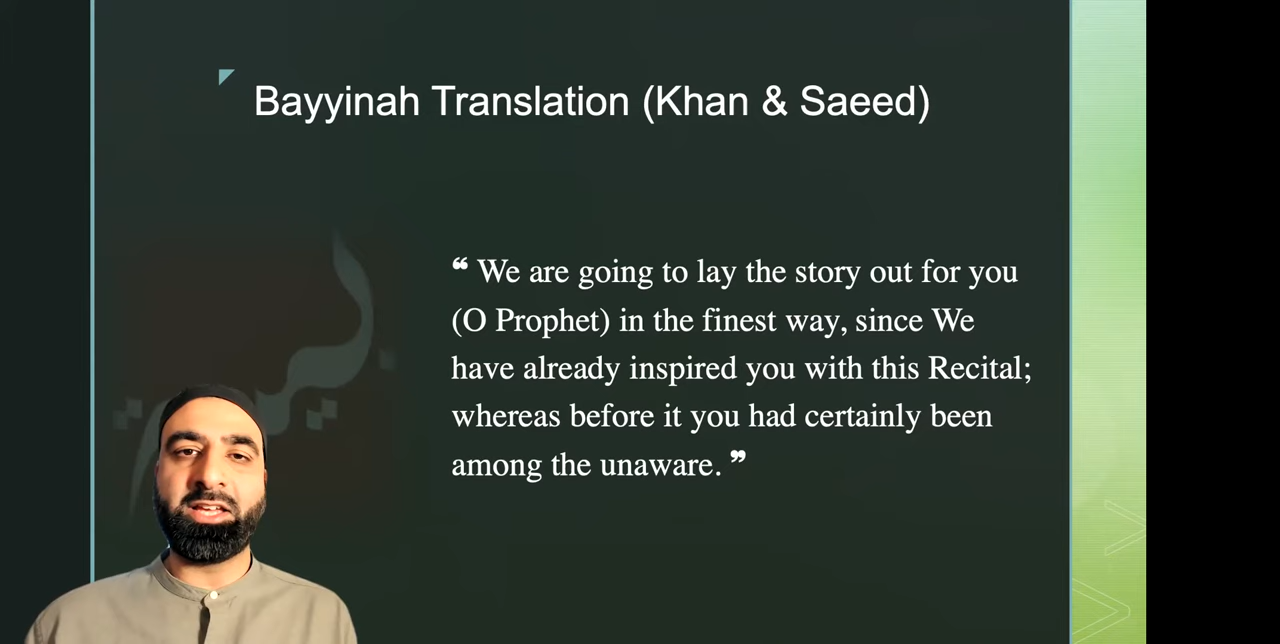 Bayyinah Translation (Khan & Saeed)
❝ We are going to lay the story out for you
(O Prophet) in the finest way, since We
have already inspired you with this Recital;
whereas before it you had certainly been
among the unaware. ❞